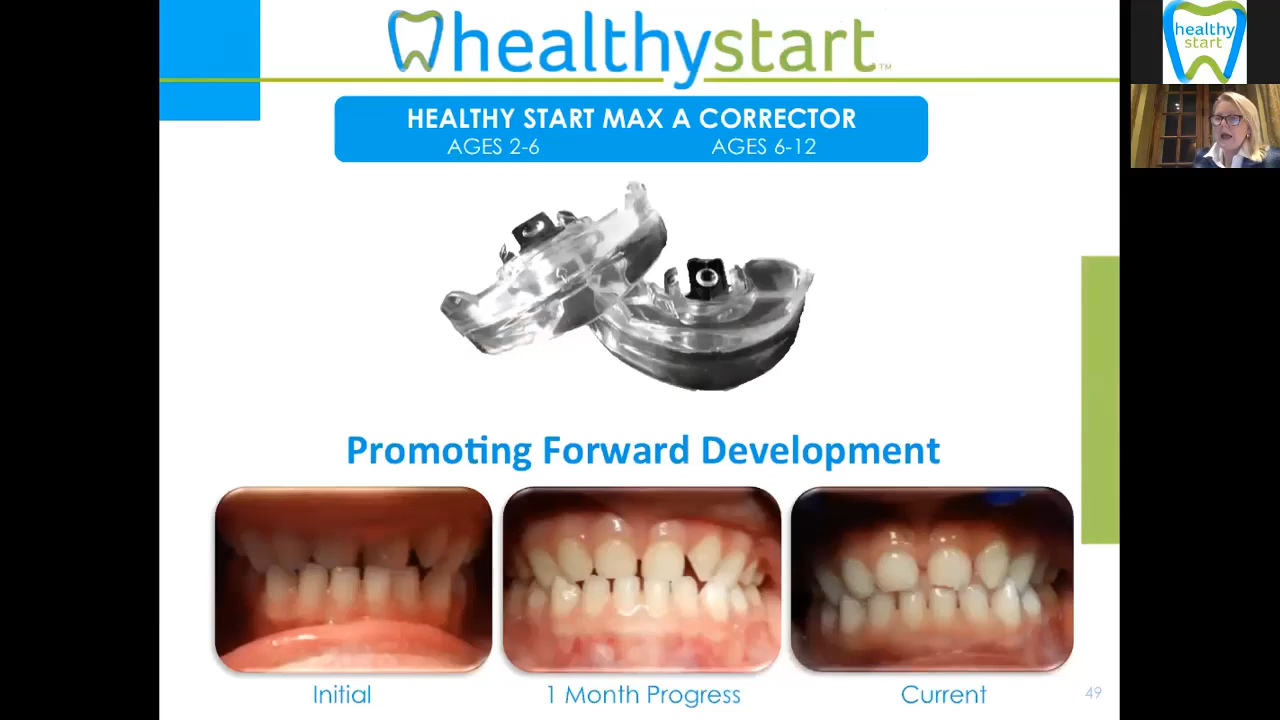 healthystart™
HEALTHY START MAX A CORRECTOR
AGES 2-6 AGES 6-12
Promoting Forward Development
Initial 1 Month Progress Current
49
healthy
start